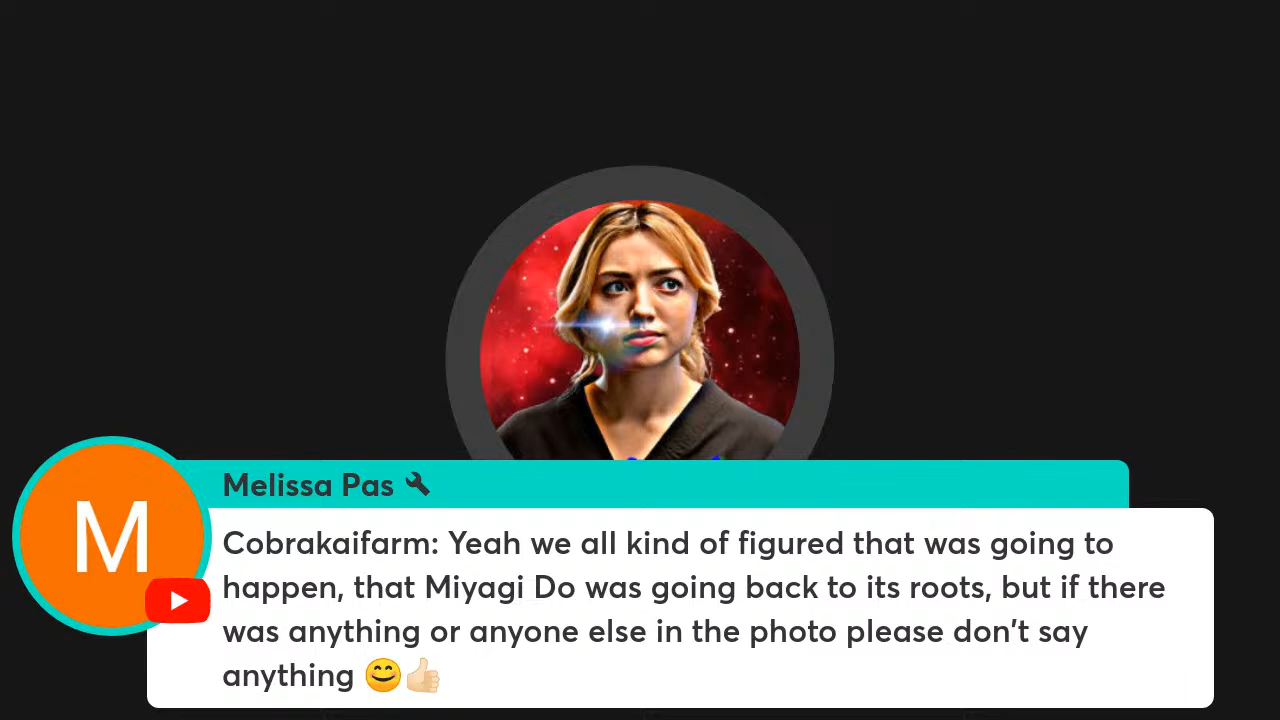 Melissa Pas
M
Cobrakaifarm: Yeah we all kind of figured that was going to
happen, that Miyagi Do was going back to its roots, but if there
was anything or anyone else in the photo please don't say
anything 😊👍🏻